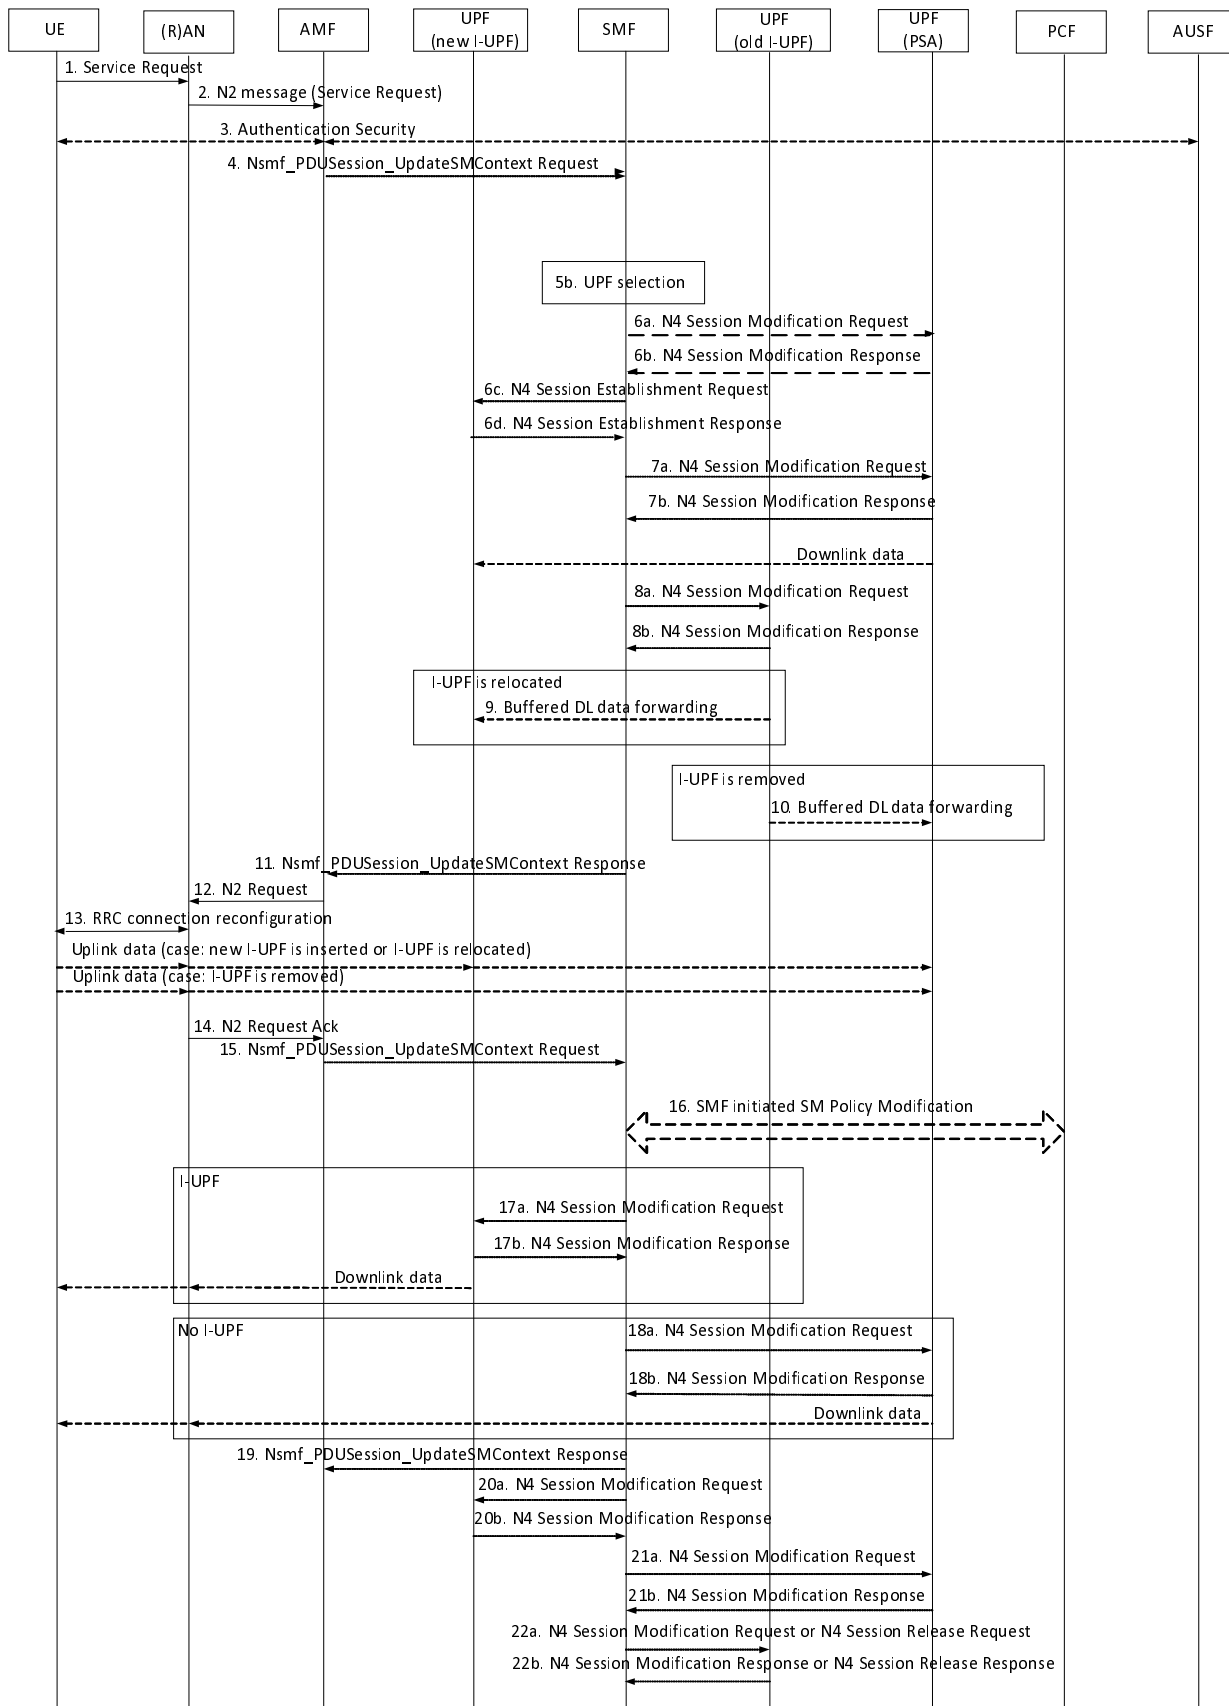 UE
(R)AN
AMF
UPF
(new I-UPF)
SMF
UPF
(old I-UPF)
UPF
(PSA)
PCF
AUSF
1. Service Request
2. N2 message (Service Request)
3. Authentication Security
4. Nsmf_PDUSession_UpdateSMContext Request
5b. UPF selection
6a. N4 Session Modification Request
6b. N4 Session Modification Response
6c. N4 Session Establishment Request
6d. N4 Session Establishment Response
7a. N4 Session Modification Request
7b. N4 Session Modification Response
Downlink data
8a. N4 Session Modification Request
8b. N4 Session Modification Response
I-UPF is relocated
9. Buffered DL data forwarding
I-UPF is removed
10. Buffered DL data forwarding
11. Nsmf_PDUSession_UpdateSMContext Response
12. N2 Request
13. RRC connection reconfiguration
Uplink data (case: new I-UPF is inserted or I-UPF is relocated)
Uplink data (case: I-UPF is removed)
14. N2 Request Ack
15. Nsmf_PDUSession_UpdateSMContext Request
16. SMF initiated SM Policy Modification
I-UPF
17a. N4 Session Modification Request
17b. N4 Session Modification Response
Downlink data
No I-UPF
18a. N4 Session Modification Request
18b. N4 Session Modification Response
Downlink data
19. Nsmf_PDUSession_UpdateSMContext Response
20a. N4 Session Modification Request
20b. N4 Session Modification Response
21a. N4 Session Modification Request
21b. N4 Session Modification Response
22a. N4 Session Modification Request or N4 Session Release Request
22b. N4 Session Modification Response or N4 Session Release Response